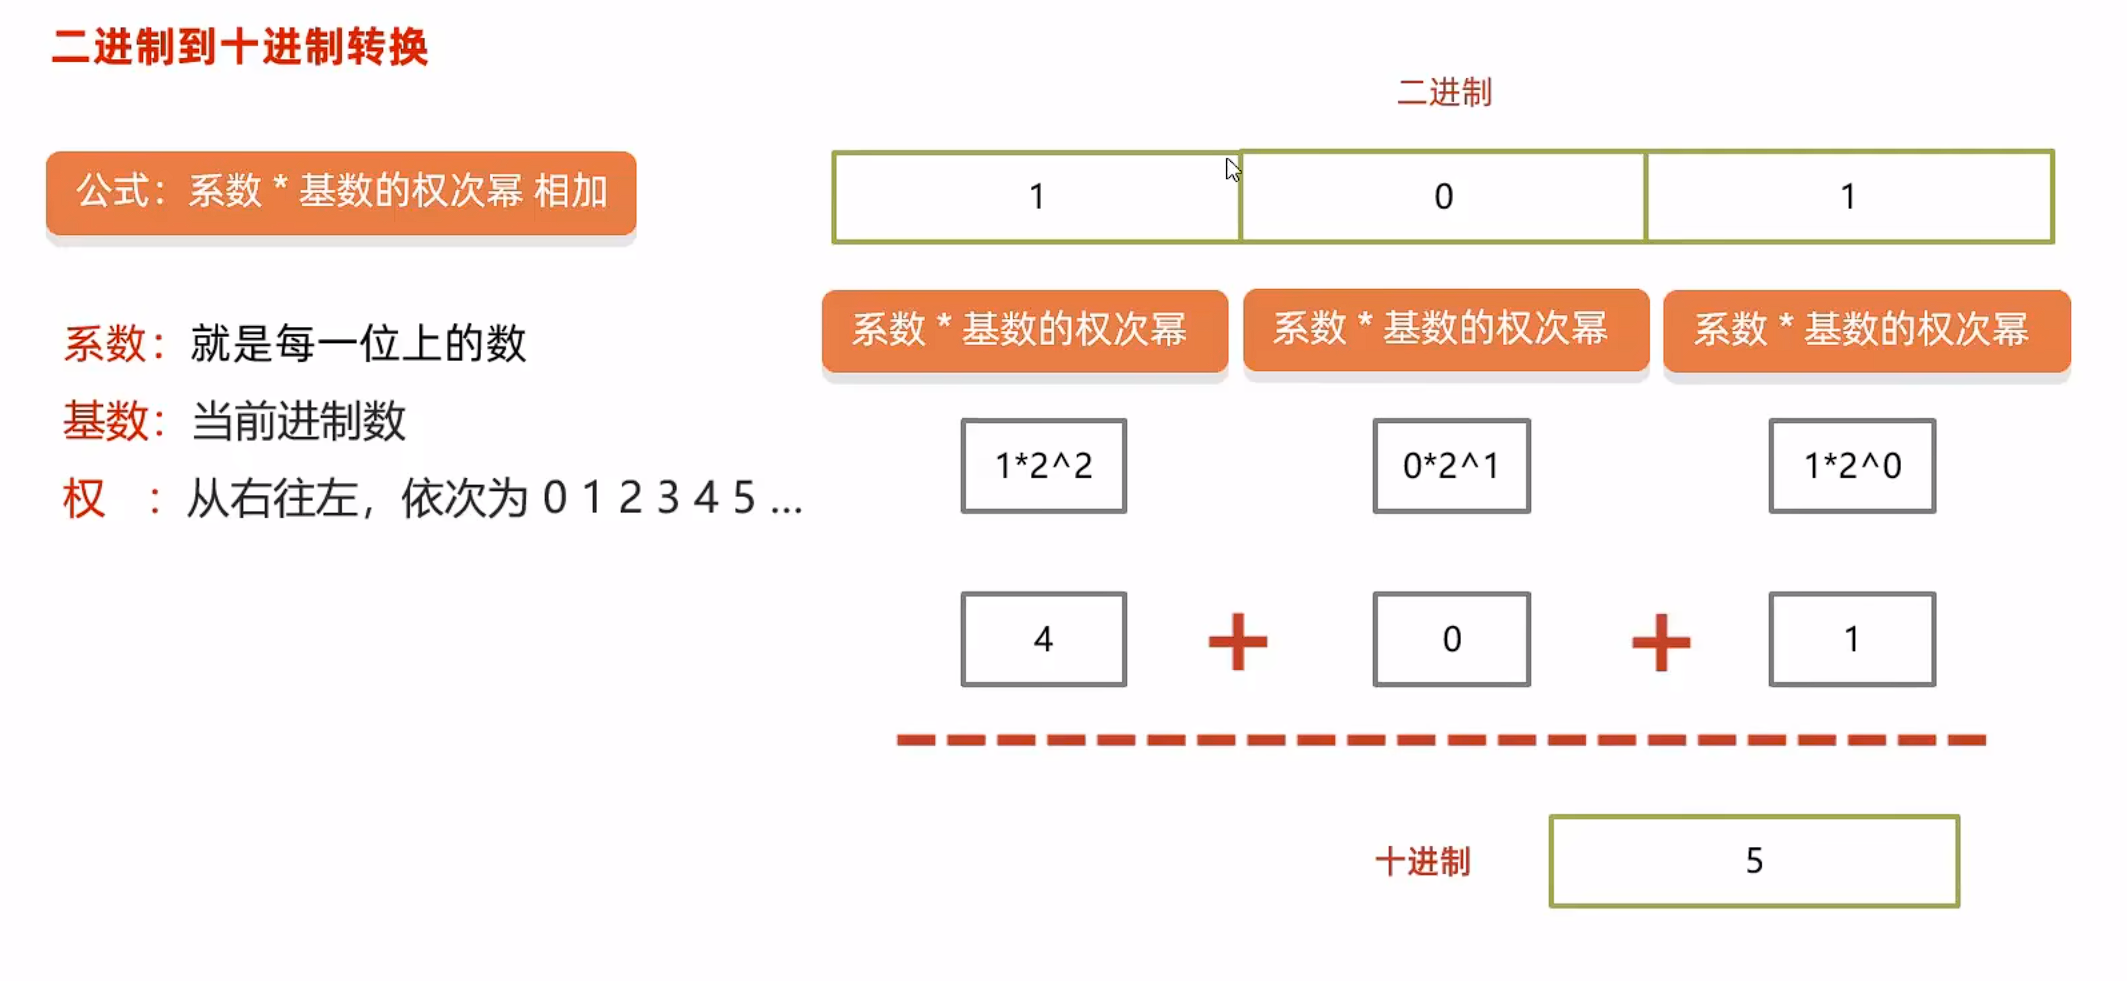 二进制到十进制转换
公式：系数 * 基数的权次幂 相加
系数：就是每一位上的数
基数：当前进制数
权 ：从右往左，依次为 0 1 2 3 4 5 ...
二进制
1 0 1
系数 * 基数的权次幂 系数 * 基数的权次幂 系数 * 基数的权次幂
1*2^2 0*2^1 1*2^0
4 + 0 + 1
十进制 5